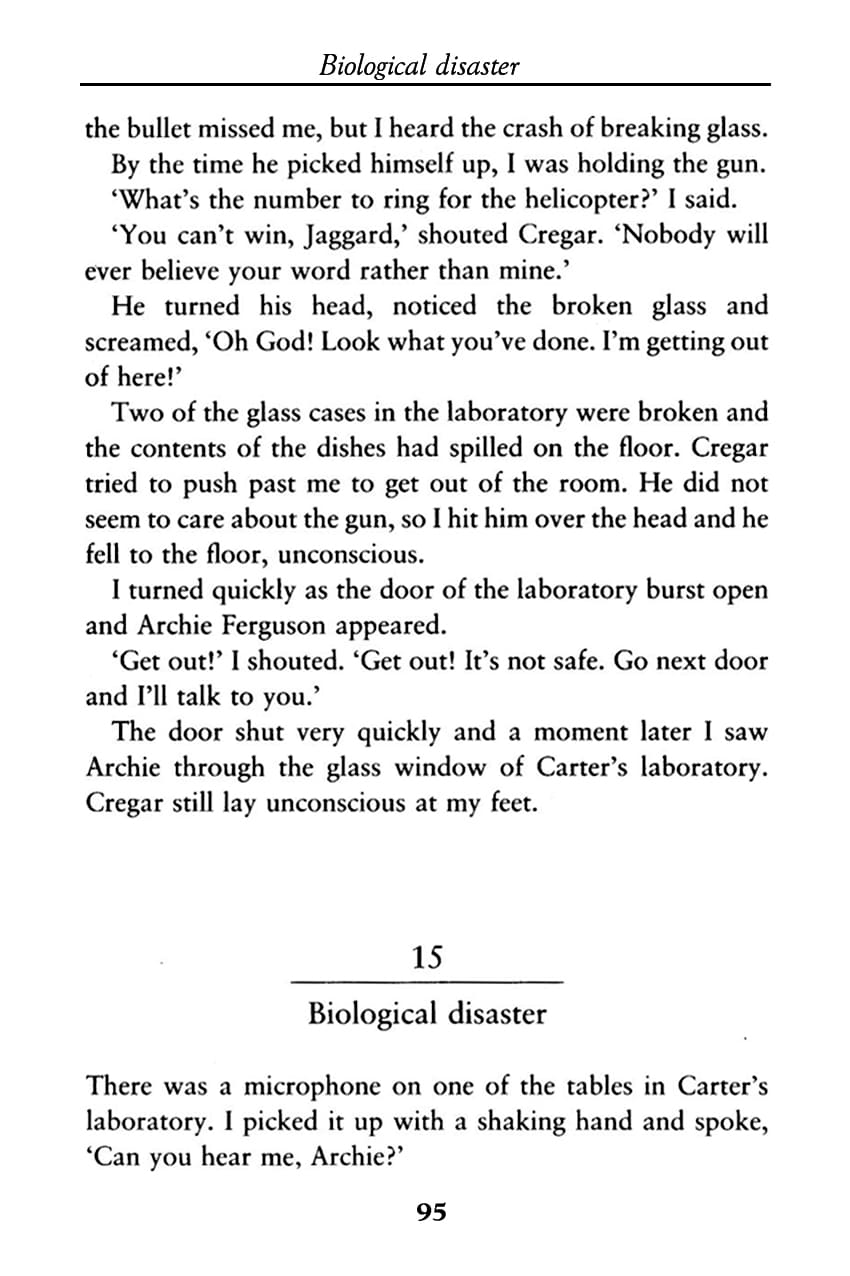 Biological disaster
the bullet missed me, but I heard the crash of breaking glass.
By the time he picked himself up, I was holding the gun.
‘What’s the number to ring for the helicopter?’ I said.
‘You can’t win, Jaggard,’ shouted Cregar. ‘Nobody will
ever believe your word rather than mine.’
He turned his head, noticed the broken glass and
screamed, ‘Oh God! Look what you’ve done. I’m getting out
of here!’
Two of the glass cases in the laboratory were broken and
the contents of the dishes had spilled on the floor. Cregar
tried to push past me to get out of the room. He did not
seem to care about the gun, so I hit him over the head and he
fell to the floor, unconscious.
I turned quickly as the door of the laboratory burst open
and Archie Ferguson appeared.
‘Get out!’ I shouted. ‘Get out! It’s not safe. Go next door
and I’ll talk to you.’
The door shut very quickly and a moment later I saw
Archie through the glass window of Carter’s laboratory.
Cregar still lay unconscious at my feet.
15
Biological disaster
There was a microphone on one of the tables in Carter’s
laboratory. I picked it up with a shaking hand and spoke,
‘Can you hear me, Archie?’
95